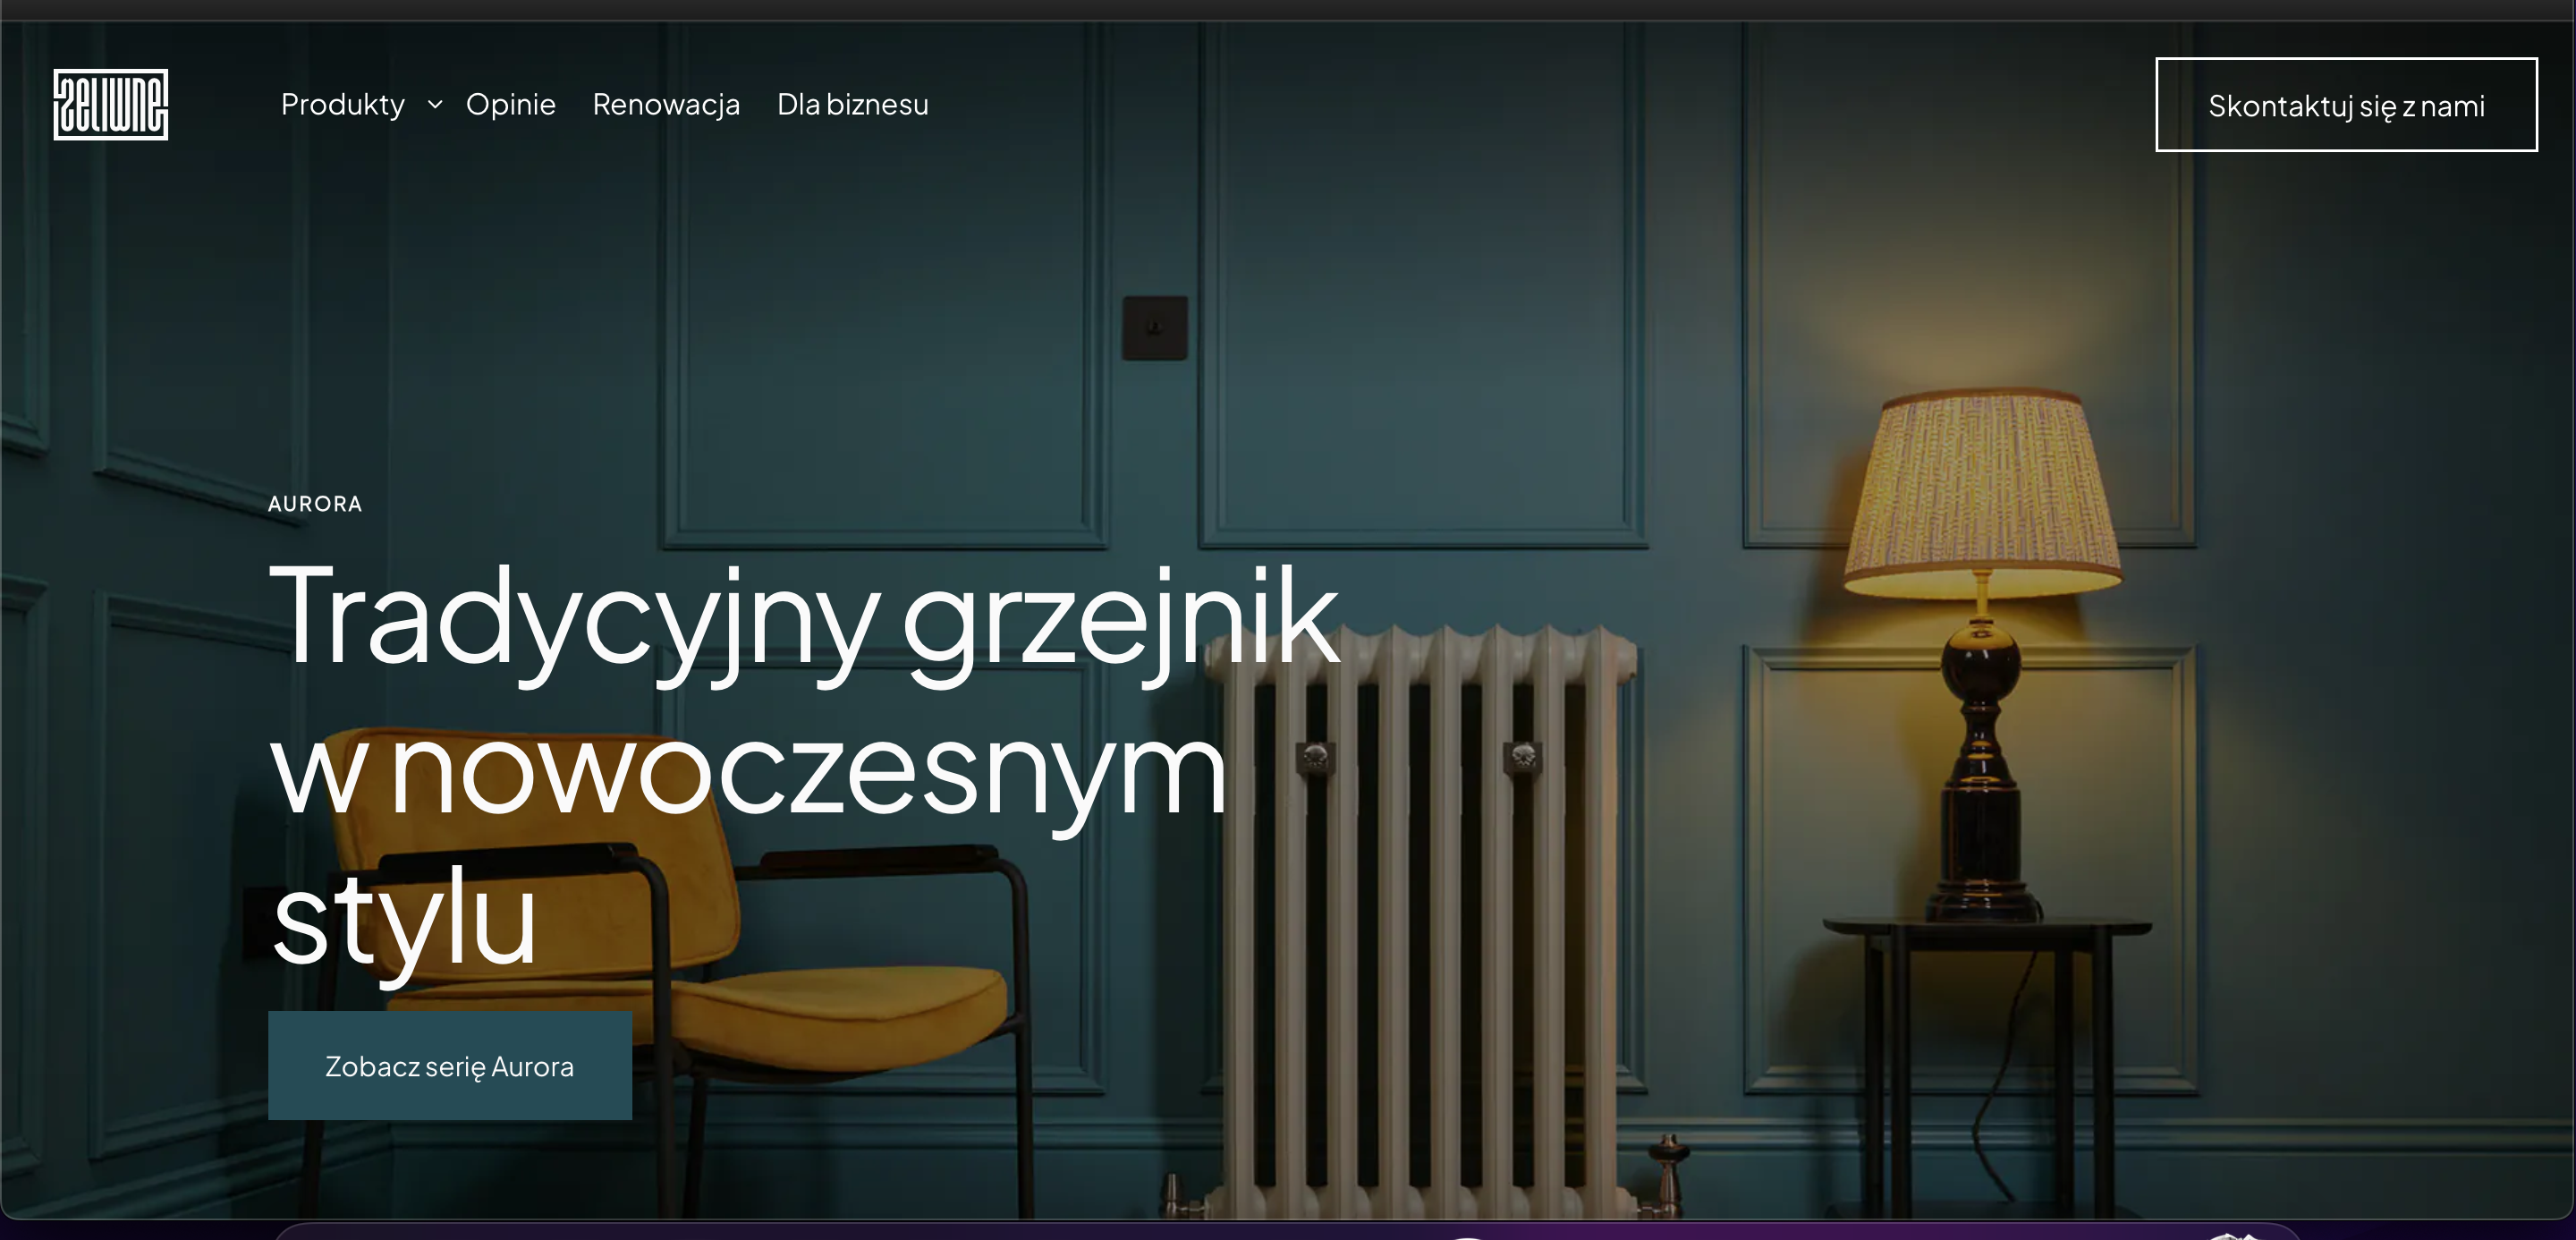 żeliwne
Produkty Opinie Renowacja Dla biznesu
Skontaktuj się z nami
AURORA
Tradycyjny grzejnik
w nowoczesnym
stylu
Zobacz serię Aurora